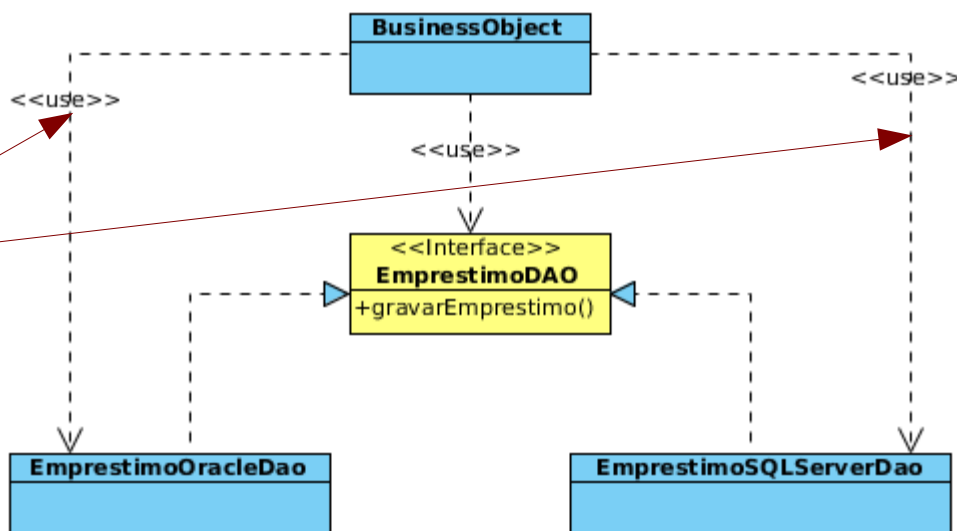 BusinessObject
<<use>>
<<use>>
<<use>>
<<Interface>>
EmprestimoDAO
+gravarEmprestimo()
EmprestimoOracleDao
EmprestimoSQLServerDao